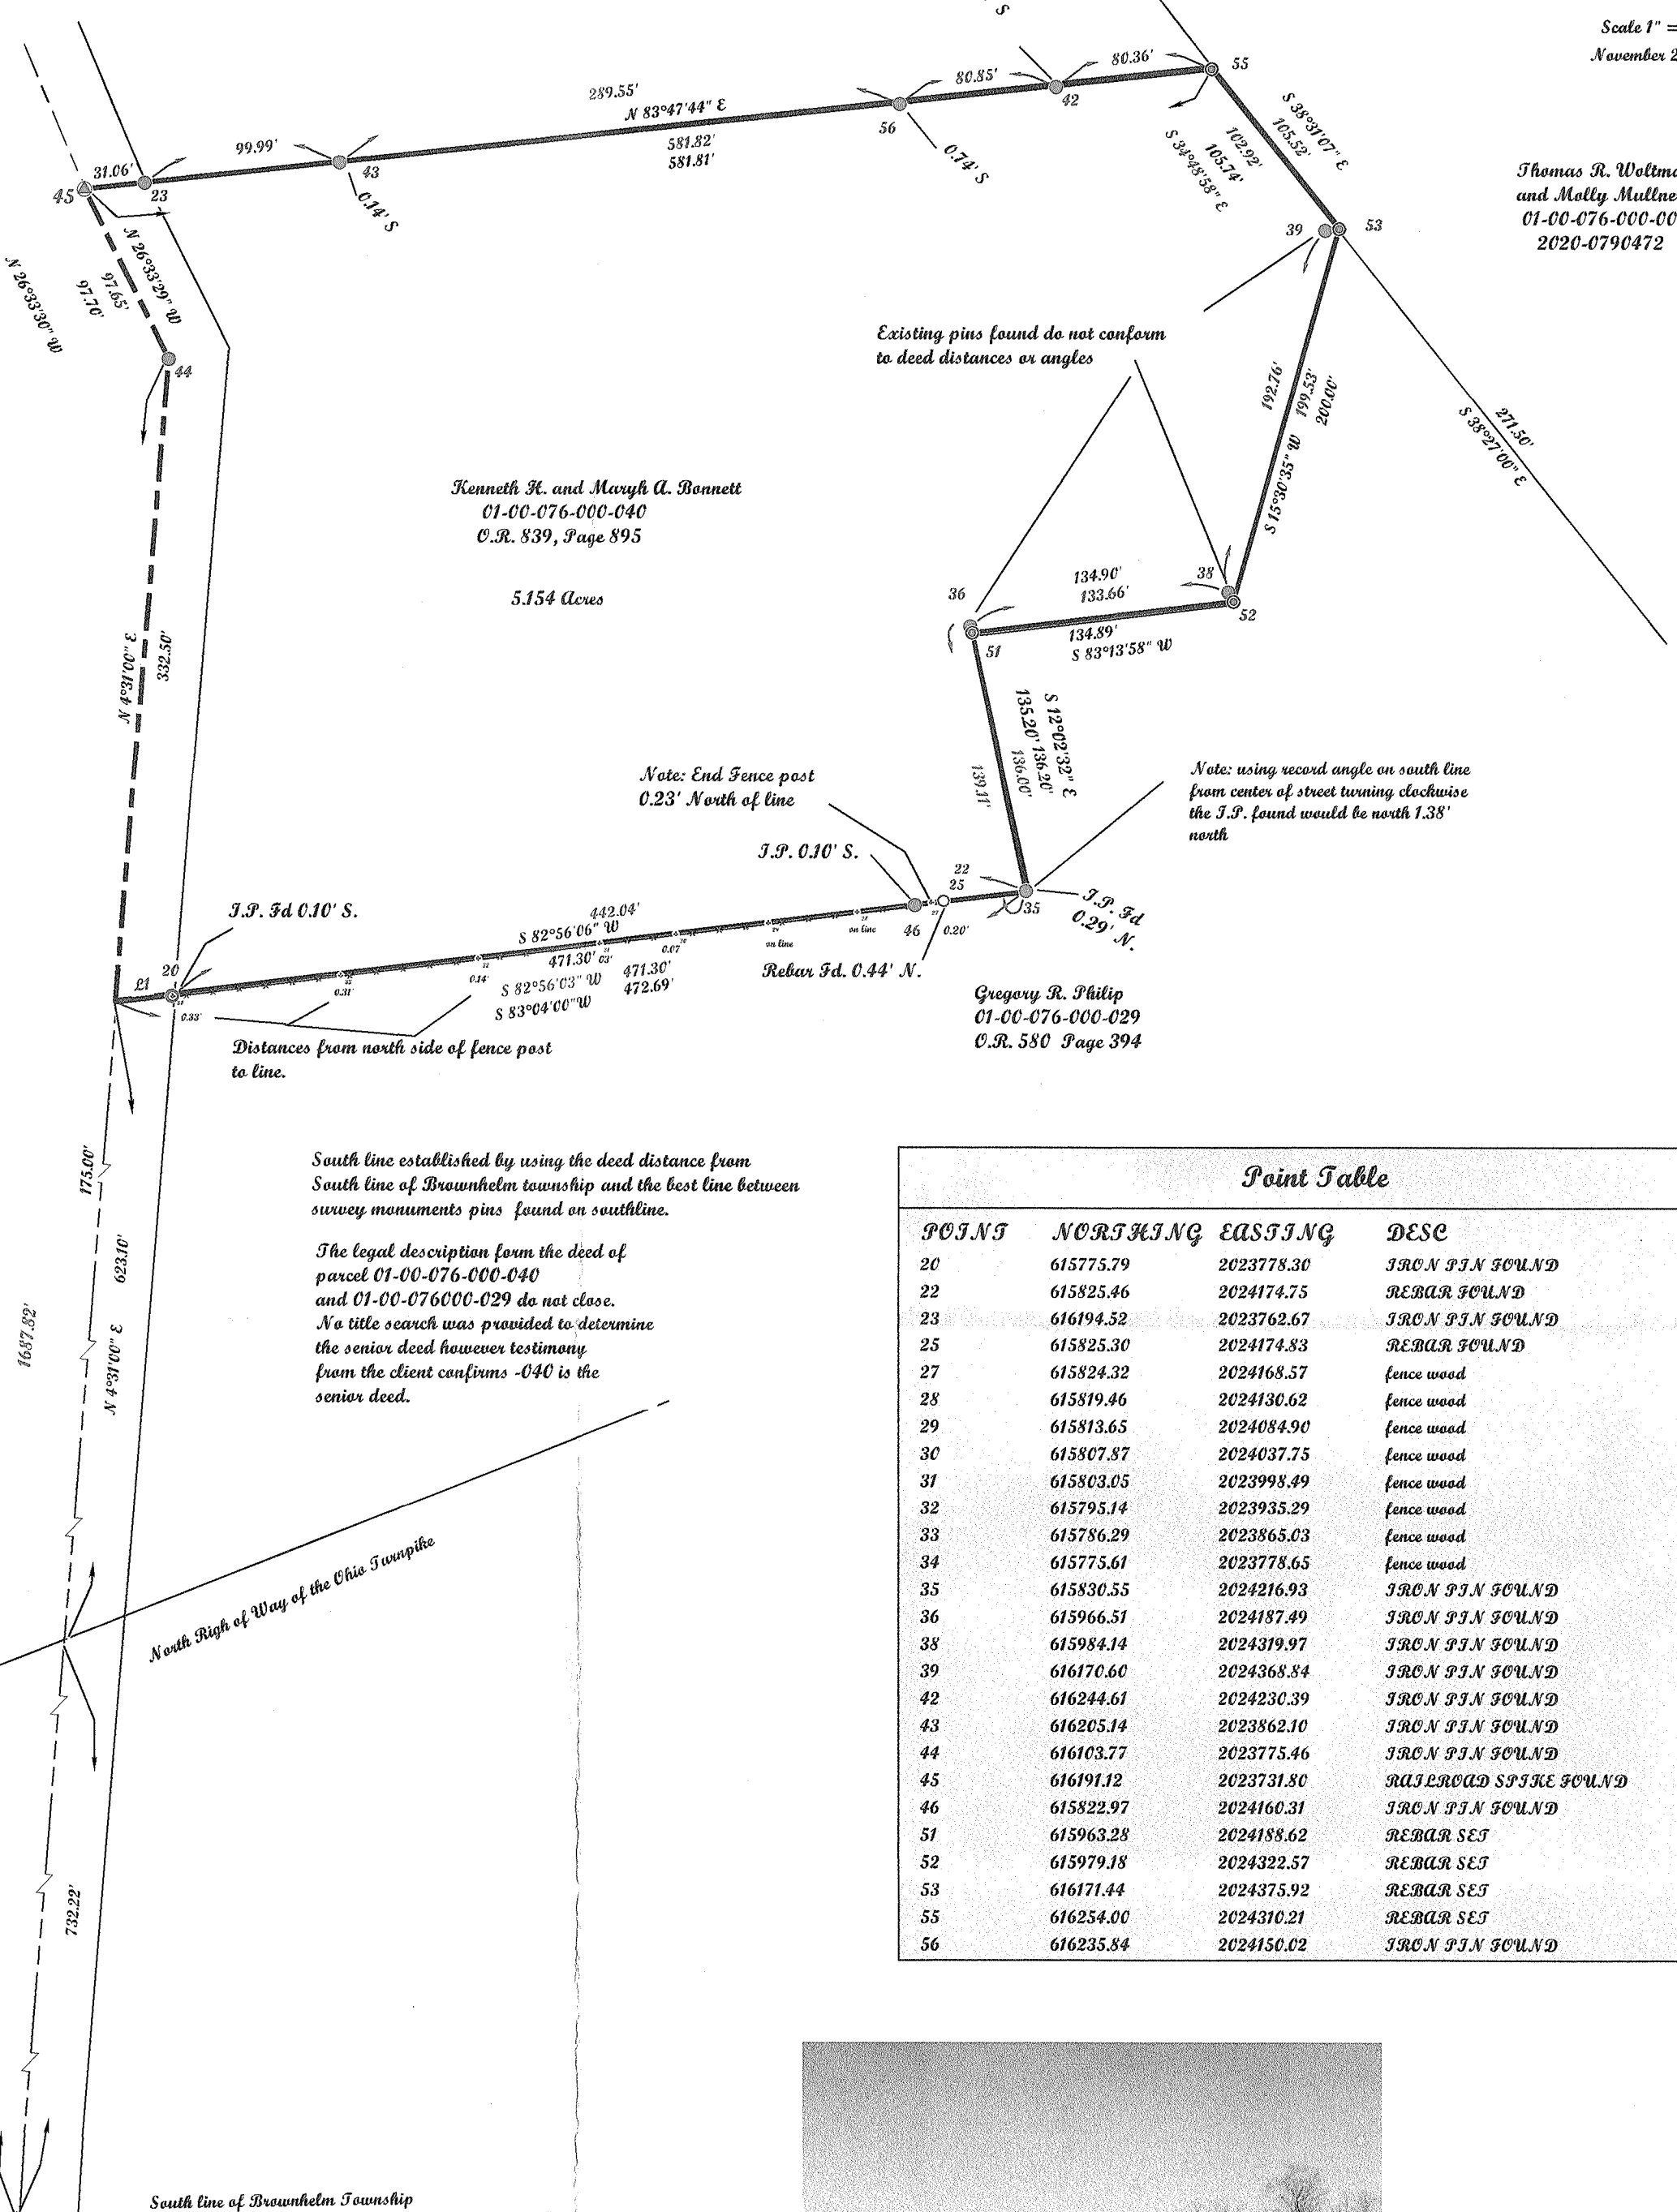 Scale 1" =
November 2
S
80.36'
55
80.85'
42
289.55'
N 83°47'44" E
56
581.82'
581.81'
0.74' S
99.99'
43
0.14' S
31.06'
45
23
S 38°31'07" E
105.52'
102.92'
105.74'
S 34°48'58" E
Thomas R. Woltma
and Molly Mullne
01-00-076-000-00
2020-0790472
39
53
N 26°33'29" W
97.65'
97.70'
N 26°33'30" W
44
Existing pins found do not conform
to deed distances or angles
192.76'
199.53'
200.00'
S 15°30'35" W
271.50'
S 38°27'00" E
Kenneth H. and Maryh A. Bonnett
01-00-076-000-040
O.R. 839, Page 895
5.154 Acres
134.90'
133.66'
38
36
52
51
134.89'
S 83°13'58" W
N 4°31'00" E
332.50'
S 12°02'32" E
135.20' 136.20'
136.00'
139.11'
Note: End Fence post
0.23' North of line
Note: using record angle on south line
from center of street turning clockwise
the I.P. found would be north 1.38'
north
I.P. 0.10' S.
22
25
35
I.P. Fd
0.29' N.
I.P. Fd 0.10' S.
442.04'
S 82°56'06" W
on line
on line
46
27
0.20'
0.07
0.14'
0.31'
471.30'
S 82°56'03" W
471.30'
S 83°04'00"W
472.69'
Rebar Fd. 0.44' N.
L1
20
0.33'
Gregory R. Philip
01-00-076-000-029
O.R. 580 Page 394
Distances from north side of fence post
to line.
175.00'
623.10'
N 4°31'00" E
1687.82'
South line established by using the deed distance from
South line of Brownhelm township and the best line between
survey monuments pins found on southline.
The legal description form the deed of
parcel 01-00-076-000-040
and 01-00-076000-029 do not close.
No title search was provided to determine
the senior deed however testimony
from the client confirms -040 is the
senior deed.
North Righ of Way of the Ohio Turnpike
732.22'
South line of Brownhelm Township
Point Table
POINT NORTHING EASTING DESC
20 615775.79 2023778.30 IRON PIN FOUND
22 615825.46 2024174.75 REBAR FOUND
23 616194.52 2023762.67 IRON PIN FOUND
25 615825.30 2024174.83 REBAR FOUND
27 615824.32 2024168.57 fence wood
28 615819.46 2024130.62 fence wood
29 615813.65 2024084.90 fence wood
30 615807.87 2024037.75 fence wood
31 615803.05 2023998.49 fence wood
32 615795.14 2023935.29 fence wood
33 615786.29 2023865.03 fence wood
34 615775.61 2023778.65 fence wood
35 615830.55 2024216.93 IRON PIN FOUND
36 615966.51 2024187.49 IRON PIN FOUND
38 615984.14 2024319.97 IRON PIN FOUND
39 616170.60 2024368.84 IRON PIN FOUND
42 616244.61 2024230.39 IRON PIN FOUND
43 616205.14 2023862.10 IRON PIN FOUND
44 616103.77 2023775.46 IRON PIN FOUND
45 616191.12 2023731.80 RAILROAD SPIKE FOUND
46 615822.97 2024160.31 IRON PIN FOUND
51 615963.28 2024188.62 REBAR SET
52 615979.18 2024322.57 REBAR SET
53 616171.44 2024375.92 REBAR SET
55 616254.00 2024310.21 REBAR SET
56 616235.84 2024150.02 IRON PIN FOUND